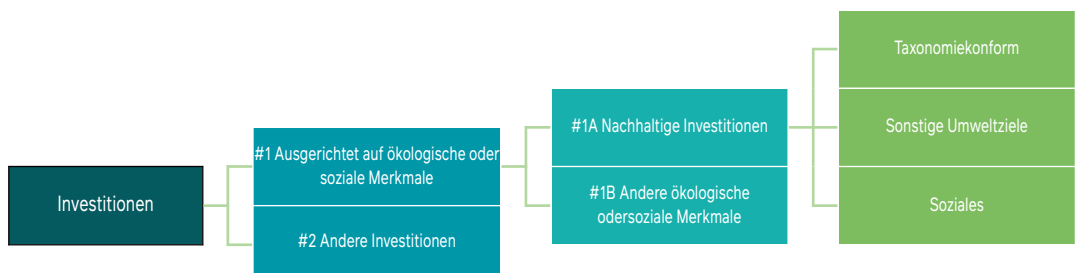 Investitionen
#1 Ausgerichtet auf ökologische oder
soziale Merkmale
#2 Andere Investitionen
#1A Nachhaltige Investitionen
#1B Andere ökologische
odersoziale Merkmale
Taxonomiekonform
Sonstige Umweltziele
Soziales